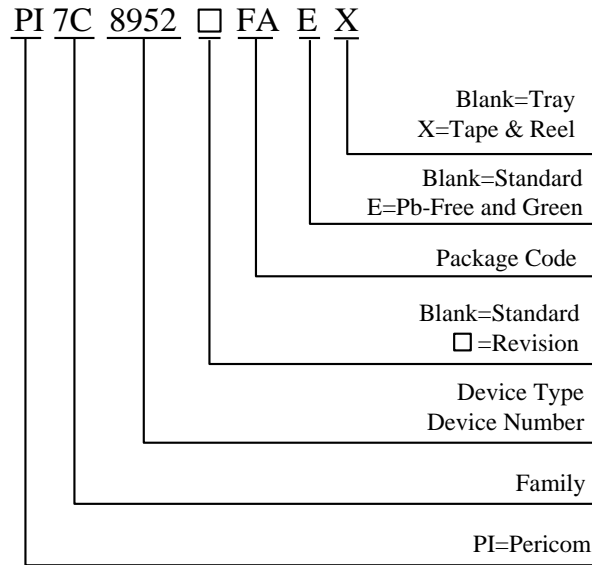 PI 7C 8952 □ FA E X
Blank=Tray
X=Tape & Reel
Blank=Standard
E=Pb-Free and Green
Package Code
Blank=Standard
□ =Revision
Device Type
Device Number
Family
PI=Pericom